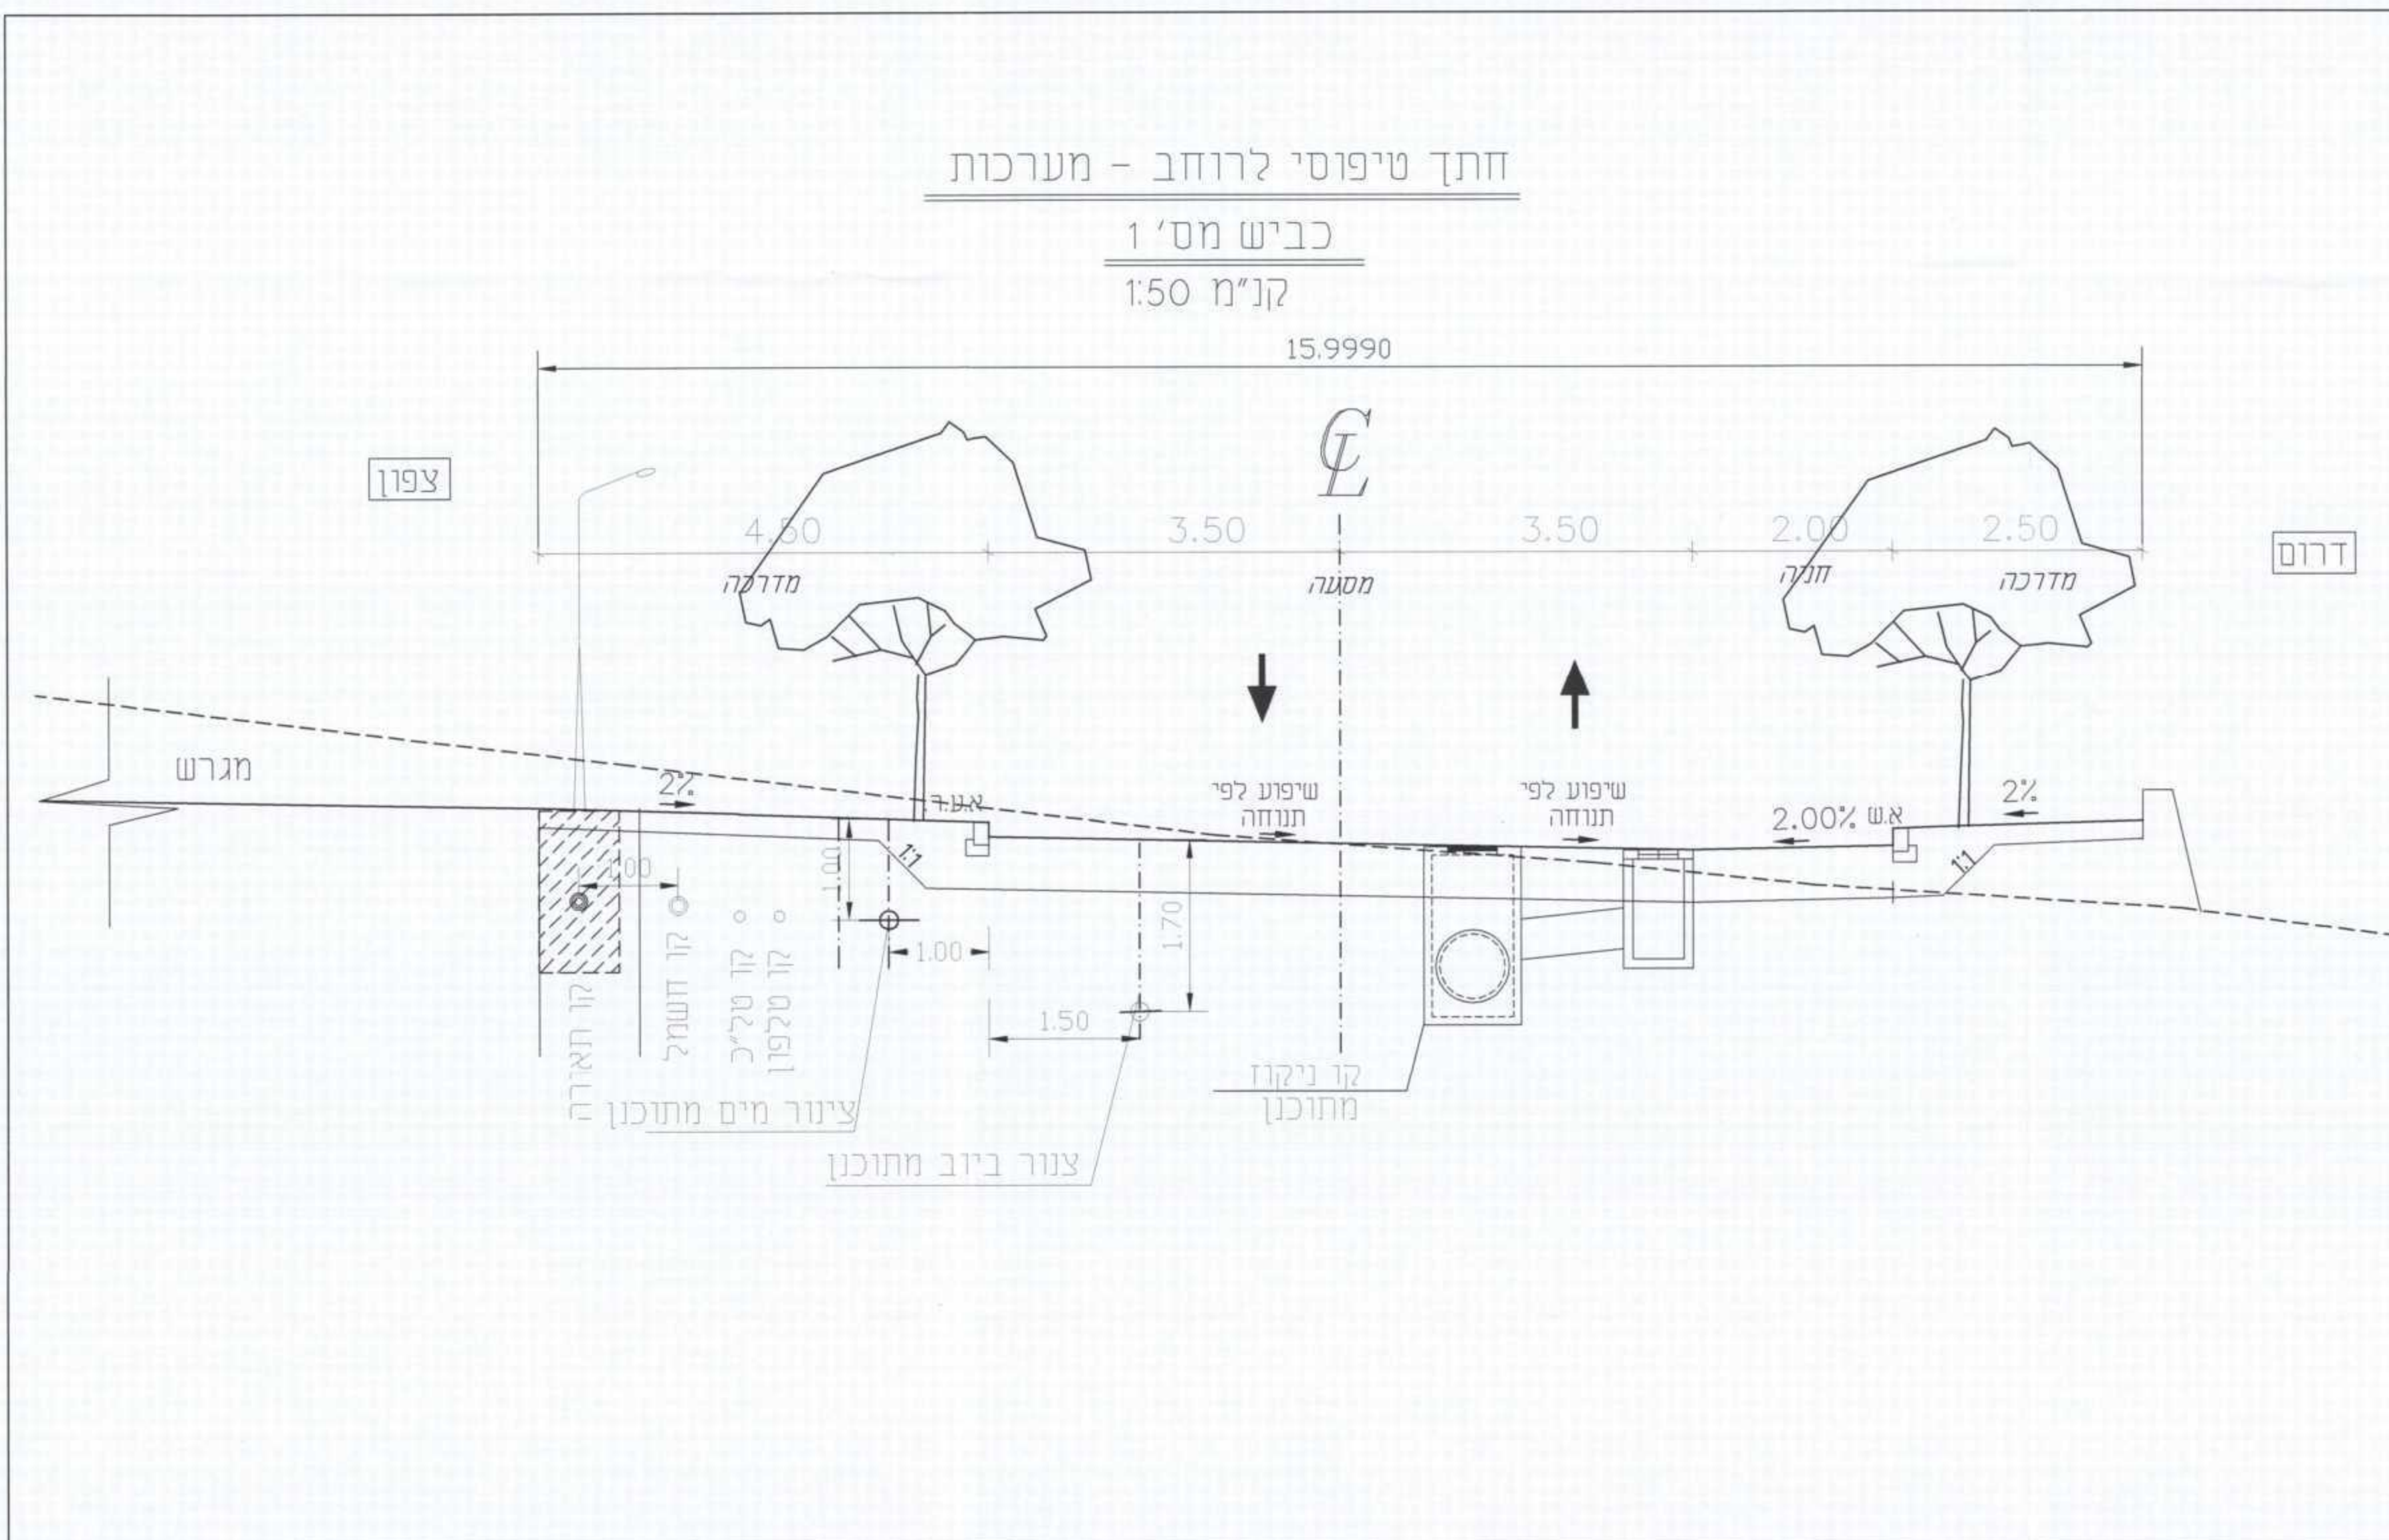 חתך טיפוסי לרוחב - מערכות
כביש מס' 1
קנ"מ 1:50
15.9990
צפון
דרום
4.50
3.50
3.50
2.00
2.50
מדרכה
מסעה
חניה
מדרכה
מגרש
2%
א.ע.ר
שיפוע לפי
תנוחה
שיפוע לפי
תנוחה
2.00%
א.ש
2%
1:1
1:1
1.00
1.00
1.00
1.70
1.50
קו תאורה
קו חשמל
קו טל"כ
קו טלפון
צינור מים מתוכנן
צנור ביוב מתוכנן
קו ניקוז
מתוכנן